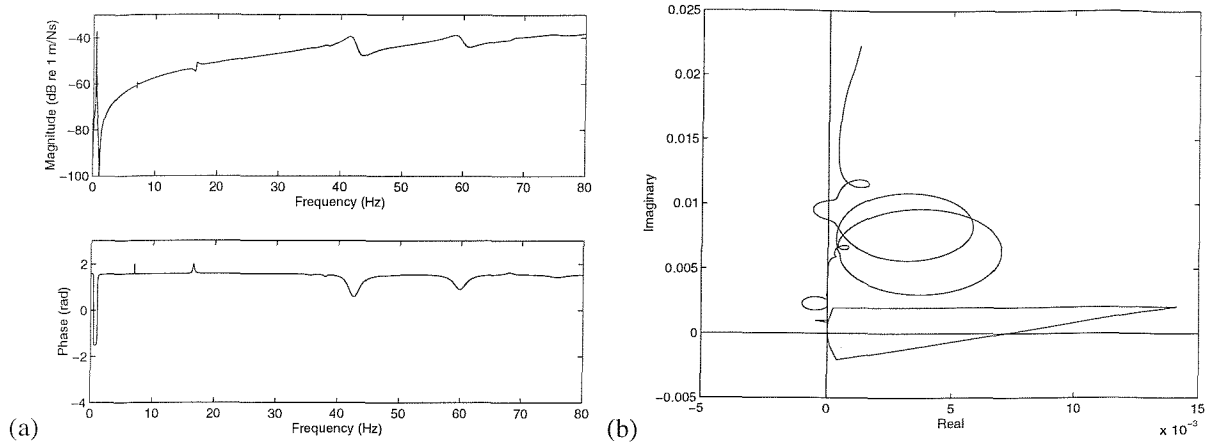 Magnitude (dB re 1 m/Ns)
-40
-60
-80
-100
0 10 20 30 40 50 60 70 80
Frequency (Hz)
Phase (rad)
2
0
-2
-4
0 10 20 30 40 50 60 70 80
Frequency (Hz)
(a)
Imaginary
0.025
0.02
0.015
0.01
0.005
0
-0.005
-5 0 5 10 15
Real
x 10⁻³
(b)